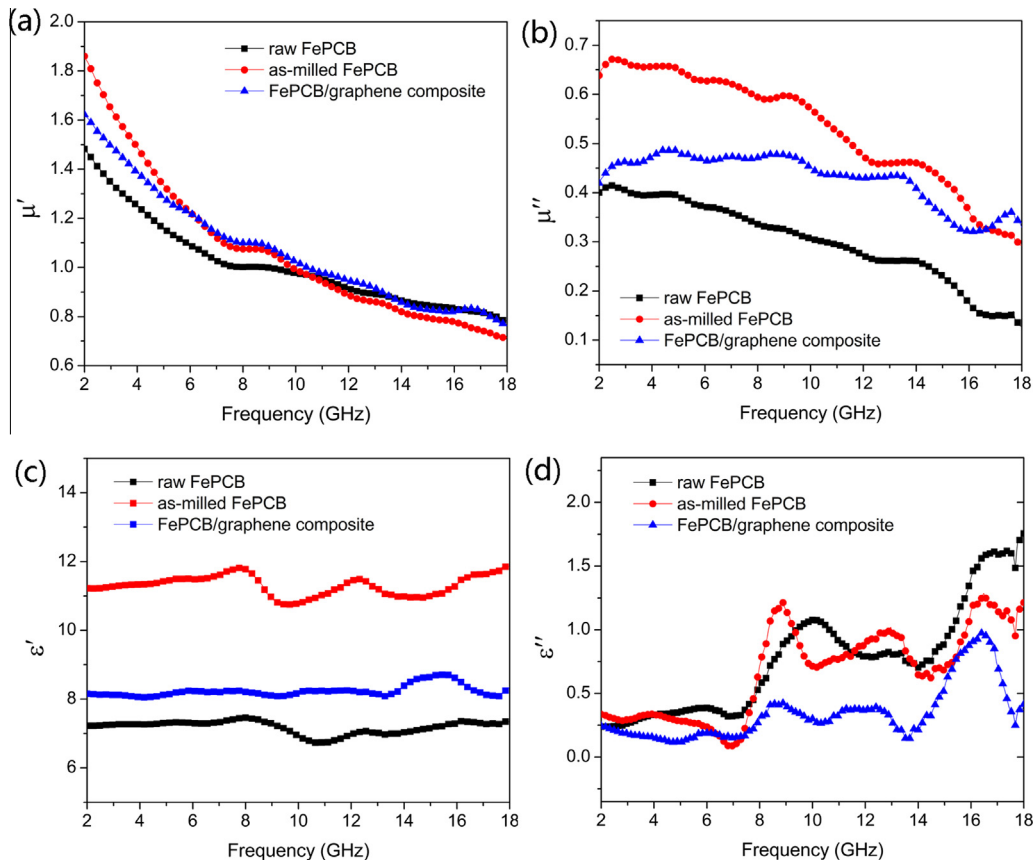 (a)
2.0
1.8
1.6
1.4
1.2
1.0
0.8
0.6
μ′
raw FePCB
as-milled FePCB
FePCB/graphene composite
2 4 6 8 10 12 14 16 18
Frequency (GHz)
(b)
0.7
0.6
0.5
0.4
0.3
0.2
0.1
μ″
raw FePCB
as-milled FePCB
FePCB/graphene composite
2 4 6 8 10 12 14 16 18
Frequency (GHz)
(c)
14
12
10
8
6
ε′
raw FePCB
as-milled FePCB
FePCB/graphene composite
2 4 6 8 10 12 14 16 18
Frequency (GHz)
(d)
2.0
1.5
1.0
0.5
0.0
ε″
raw FePCB
as-milled FePCB
FePCB/graphene composite
2 4 6 8 10 12 14 16 18
Frequency (GHz)